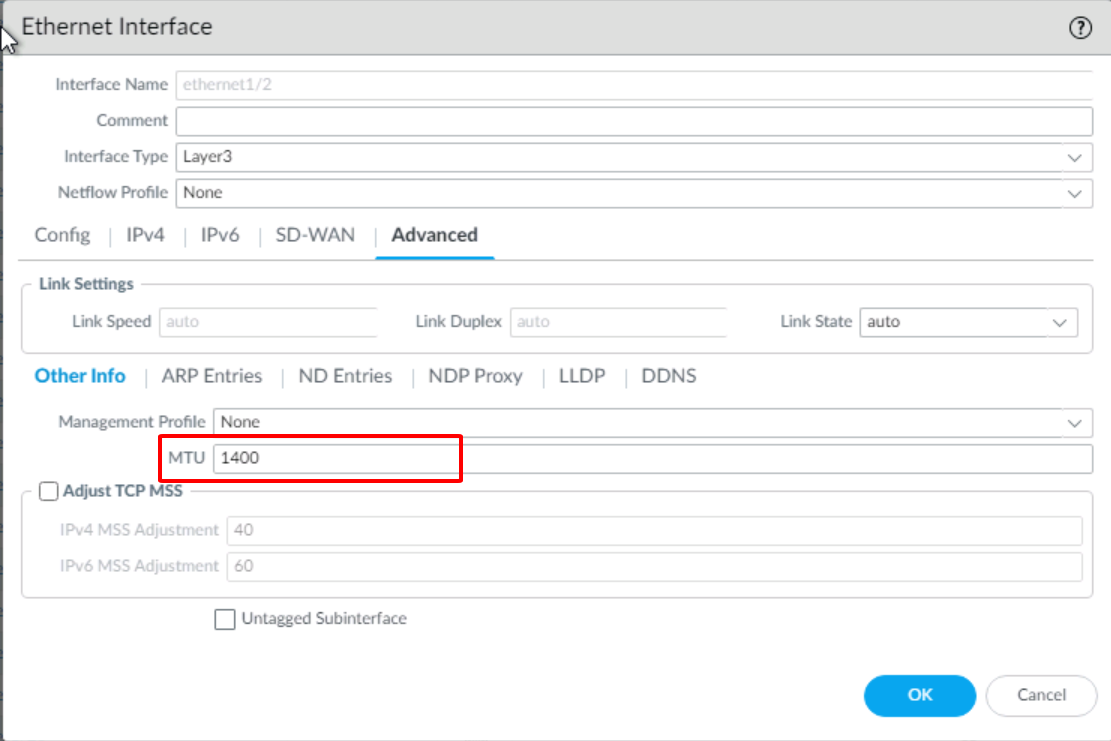 Ethernet Interface
Interface Name ethernet1/2
Comment
Interface Type Layer3
Netflow Profile None
Config IPv4 IPv6 SD-WAN Advanced
Link Settings
Link Speed auto Link Duplex auto Link State auto
Other Info ARP Entries ND Entries NDP Proxy LLDP DDNS
Management Profile None
MTU 1400
Adjust TCP MSS
IPv4 MSS Adjustment 40
IPv6 MSS Adjustment 60
Untagged Subinterface
OK Cancel